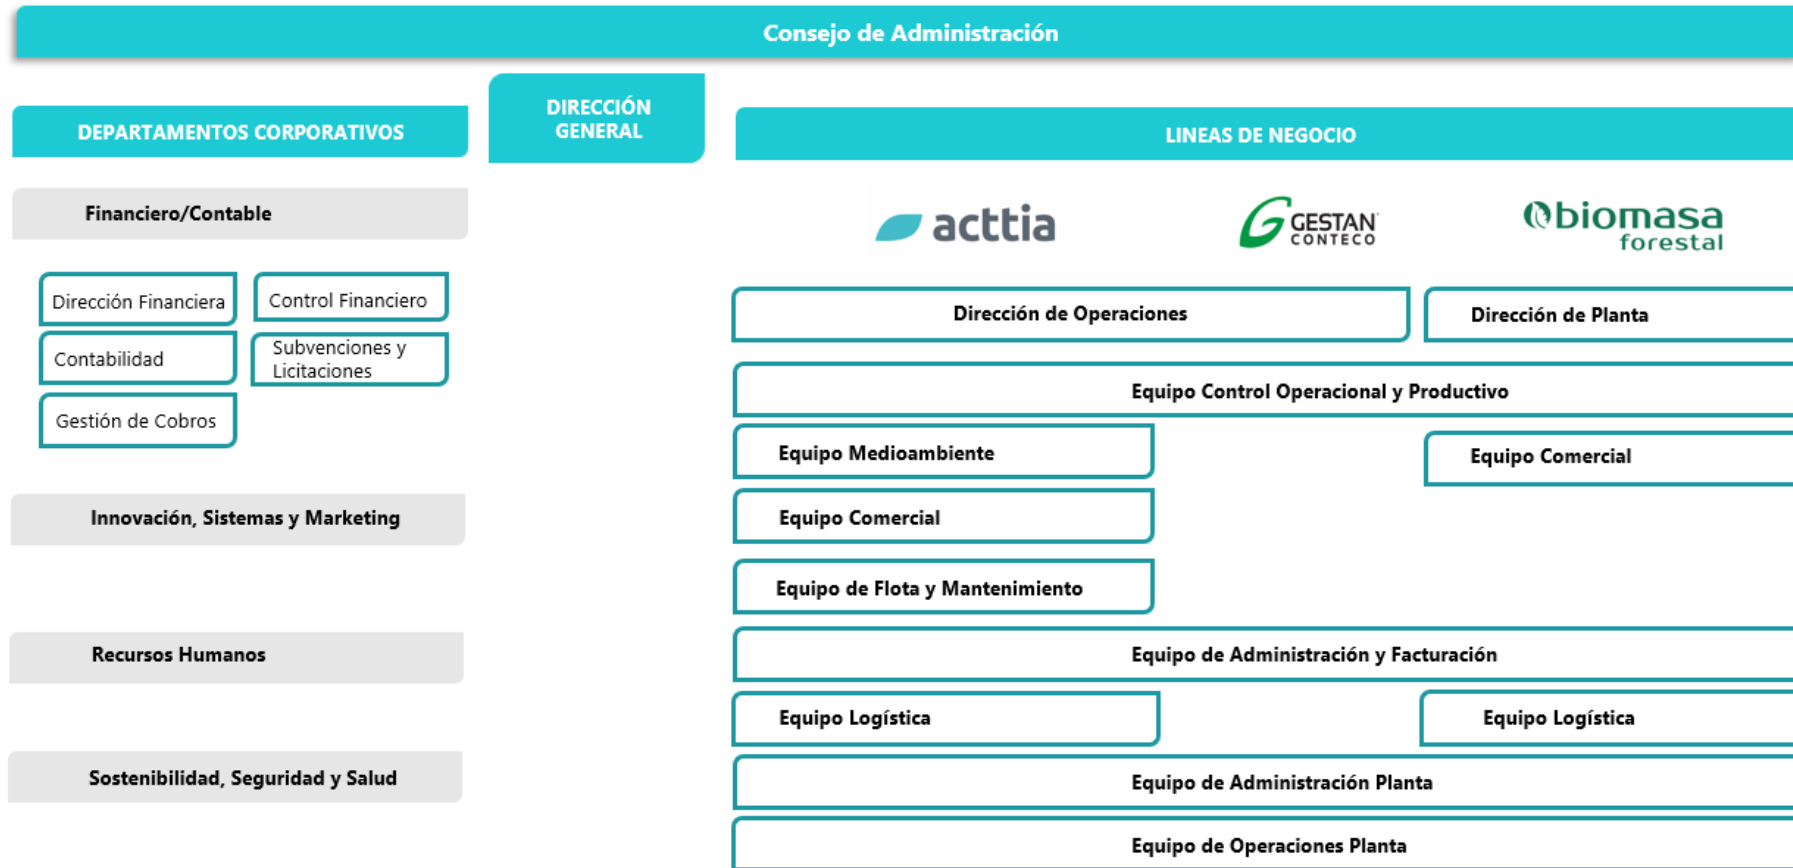 Consejo de Administración
DIRECCIÓN
GENERAL
DEPARTAMENTOS CORPORATIVOS
LINEAS DE NEGOCIO
Financiero/Contable
acttia
GESTAN
CONTECO
biomasa
forestal
Dirección Financiera
Control Financiero
Contabilidad
Subvenciones y
Licitaciones
Gestión de Cobros
Innovación, Sistemas y Marketing
Recursos Humanos
Sostenibilidad, Seguridad y Salud
Dirección de Operaciones
Dirección de Planta
Equipo Control Operacional y Productivo
Equipo Medioambiente
Equipo Comercial
Equipo Comercial
Equipo de Flota y Mantenimiento
Equipo de Administración y Facturación
Equipo Logística
Equipo Logística
Equipo de Administración Planta
Equipo de Operaciones Planta